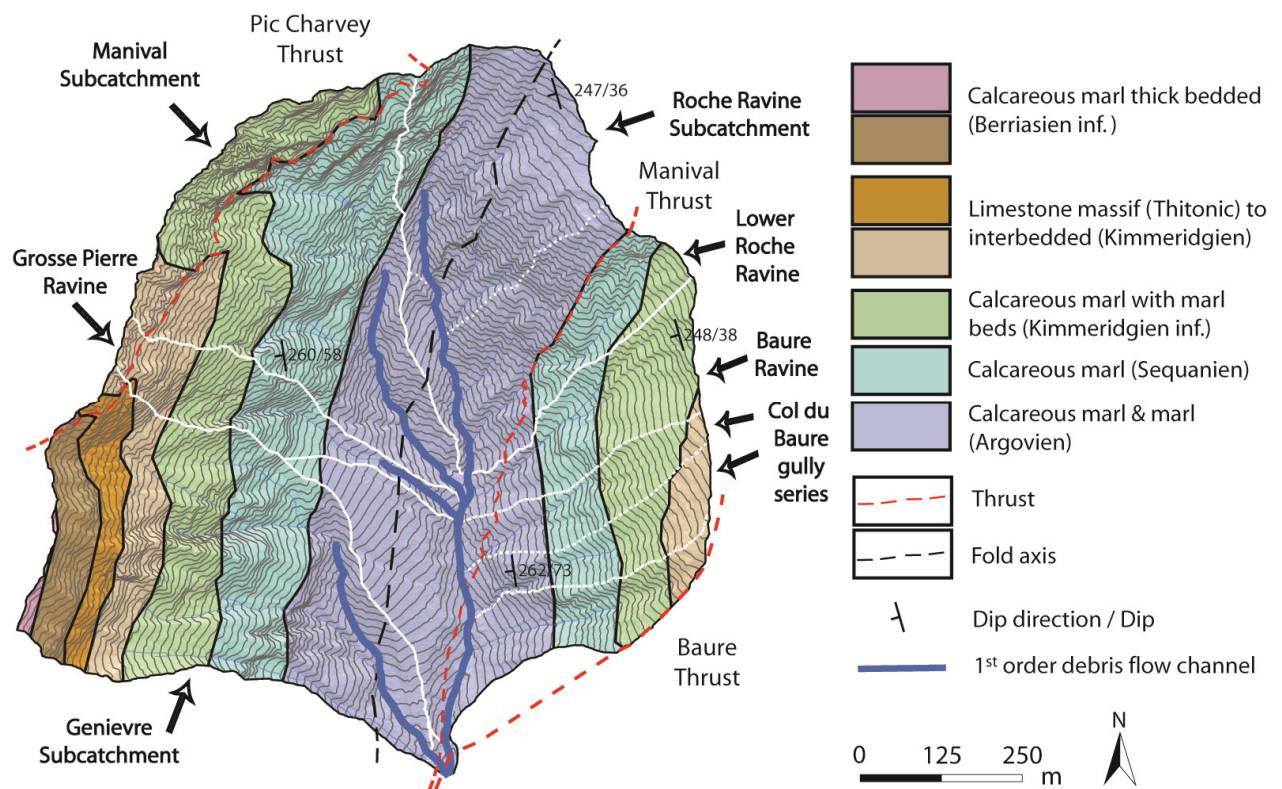 Pic Charvey
Thrust
Manival
Subcatchment
247/36
Roche Ravine
Subcatchment
Manival
Thrust
Lower
Roche
Ravine
Grosse Pierre
Ravine
248/38
260/58
Baure
Ravine
Col du
Baure
gully
series
262/73
Baure
Thrust
Genievre
Subcatchment
Calcareous marl thick bedded
(Berriasien inf.)
Limestone massif (Thitonic) to
interbedded (Kimmeridgien)
Calcareous marl with marl
beds (Kimmeridgien inf.)
Calcareous marl (Sequanien)
Calcareous marl & marl
(Argovien)
Thrust
Fold axis
Dip direction / Dip
1st order debris flow channel
N
0 125 250
m